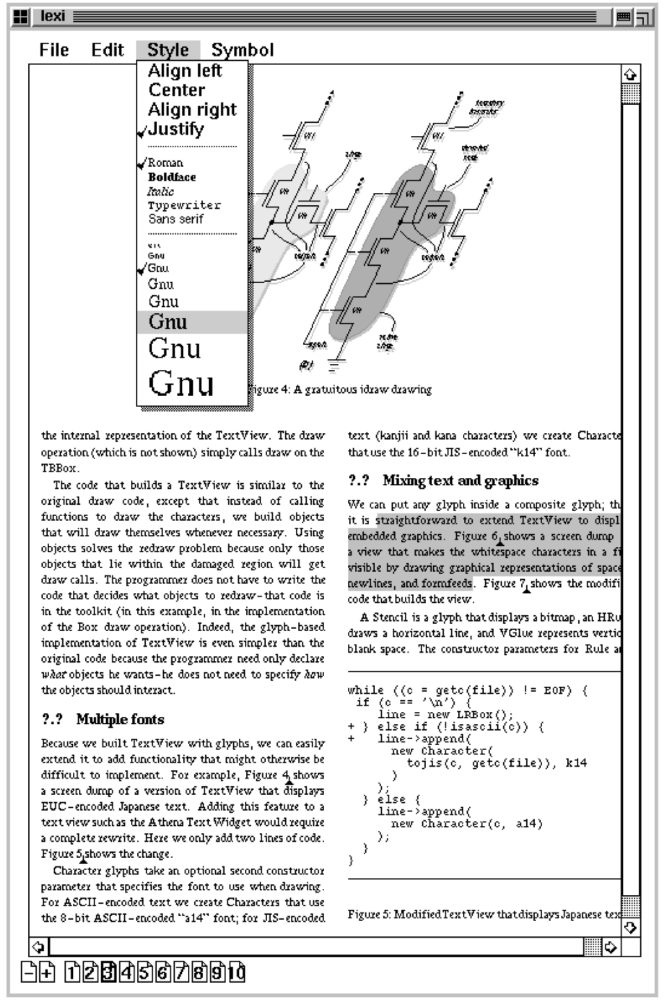 lexi
File Edit Style Symbol
Align left
Center
Align right
Justify
Roman
Boldface
Italic
Typewriter
Sans serif
Gnu
Gnu
Gnu
Gnu
Gnu
Gnu
Gnu
igure 4: A gratuitous idraw drawing
the internal representation of the TextView. The draw
operation (which is not shown) simply calls draw on the
TBBox.
The code that builds a TextView is similar to the
original draw code, except that instead of calling
functions to draw the characters, we build objects
that will draw themselves whenever necessary. Using
objects solves the redraw problem because only those
objects that lie within the damaged region will get
draw calls. The programmer does not have to write the
code that decides what objects to redraw-that code is
in the toolkit (in this example, in the implementation
of the Box draw operation). Indeed, the glyph-based
implementation of TextView is even simpler than the
original code because the programmer need only declare
what objects he wants-he does not need to specify how
the objects should interact.
?.? Multiple fonts
Because we built TextView with glyphs, we can easily
extend it to add functionality that might otherwise be
difficult to implement. For example, Figure 4 shows
a screen dump of a version of TextView that displays
EUC-encoded Japanese text. Adding this feature to a
text view such as the Athena Text Widget would require
a complete rewrite. Here we only add two lines of code.
Figure 5 shows the change.
Character glyphs take an optional second constructor
parameter that specifies the font to use when drawing.
For ASCII-encoded text we create Characters that use
the 8-bit ASCII-encoded “a14” font; for JIS-encoded
text (kanjii and kana characters) we create Characte
that use the 16-bit JIS-encoded “k14” font.
?.? Mixing text and graphics
We can put any glyph inside a composite glyph; th
it is straightforward to extend TextView to displ
embedded graphics. Figure 6 shows a screen dump
a view that makes the whitespace characters in a fi
visible by drawing graphical representations of space
newlines, and formfeeds. Figure 7 shows the modifi
code that builds the view.
A Stencil is a glyph that displays a bitmap, an HRu
draws a horizontal line, and VGlue represents vertic
blank space. The constructor parameters for Rule a
while ((c = getc(file)) != EOF) {
if (c == '\n') {
line = new LRBox();
+ } else if (!isascii(c)) {
+ line->append(
new Character(
tojis(c, getc(file)), k14
)
);
} else {
line->append(
new Character(c, a14)
);
}
}
Figure 5: Modified TextView that displays Japanese tex
- + 1 2 3 4 5 6 7 8 9 10